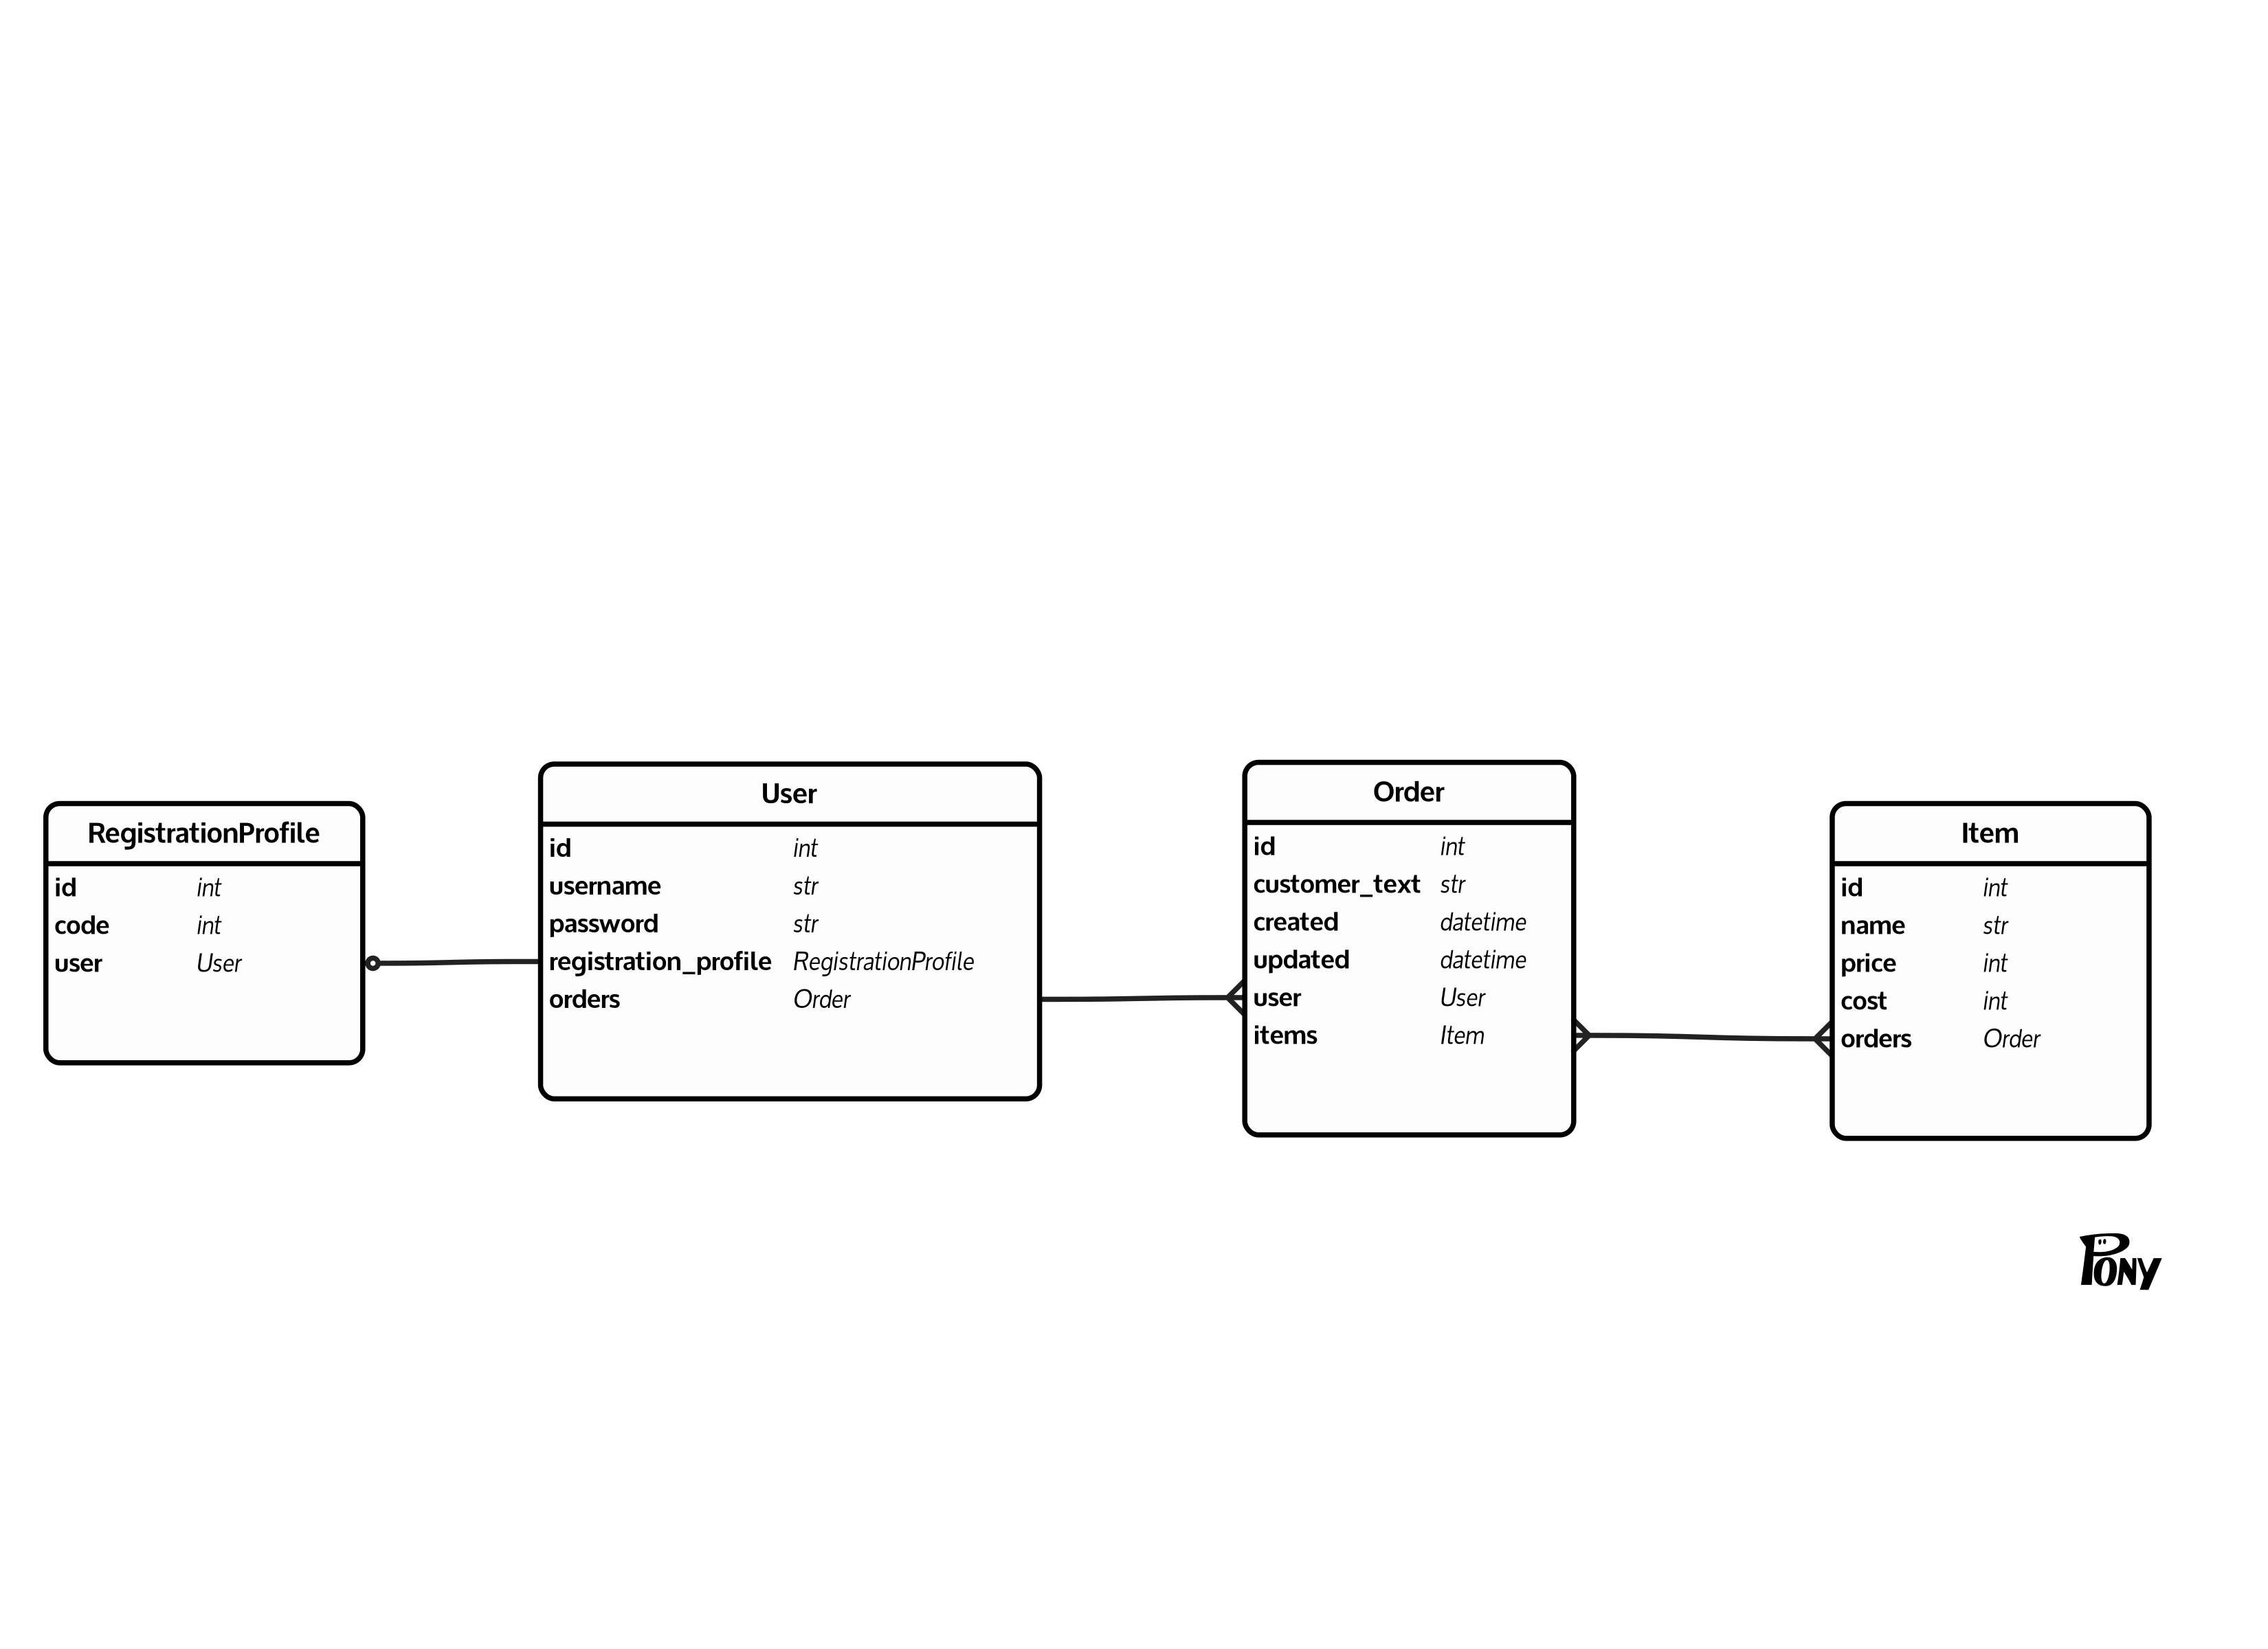 RegistrationProfile
id int
code int
user User
User
id int
username str
password str
registration_profile RegistrationProfile
orders Order
Order
id int
customer_text str
created datetime
updated datetime
user User
items Item
Item
id int
name str
price int
cost int
orders Order
PONY